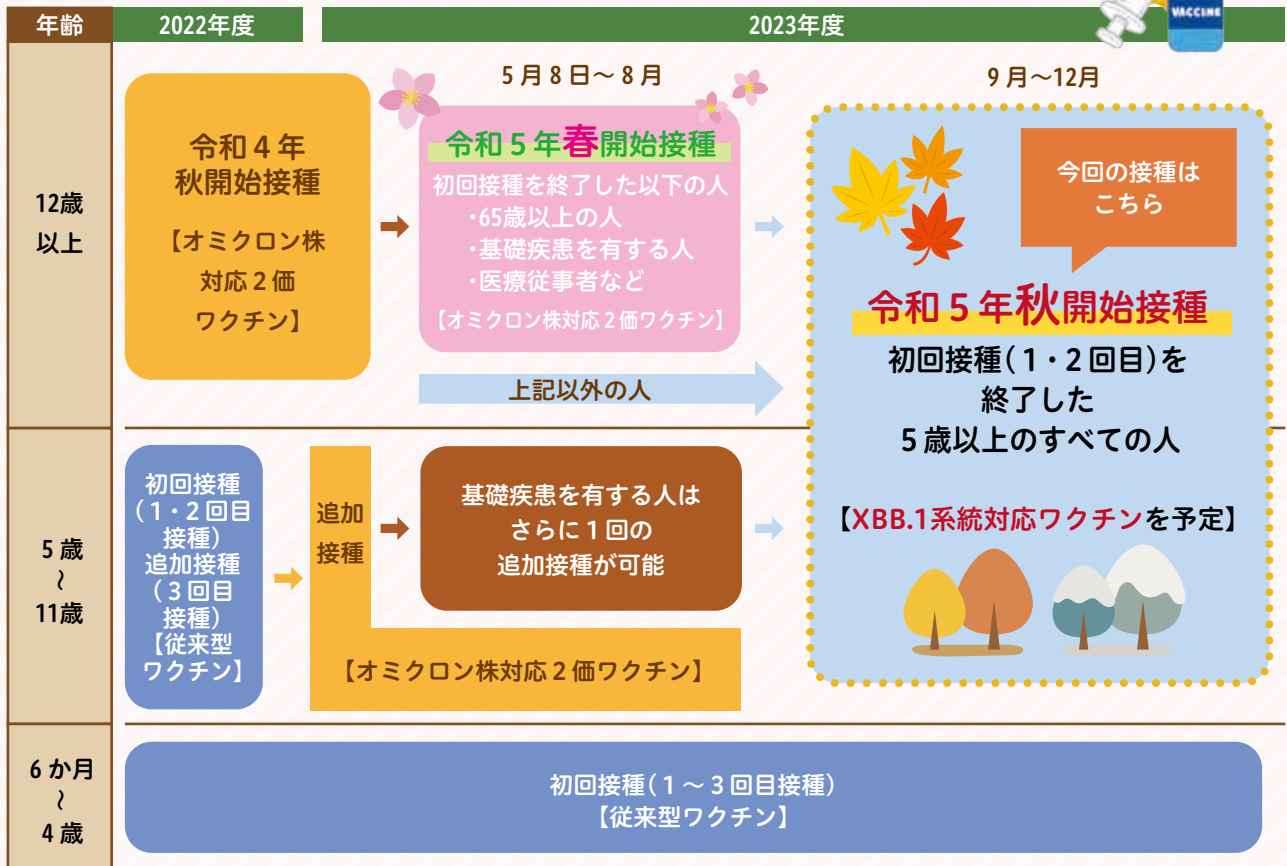 年齢
2022年度
2023年度
VACCINE
12歳
以上
令和4年
秋開始接種
【オミクロン株
対応2価
ワクチン】
5月8日～8月
令和5年春開始接種
初回接種を終了した以下の人
・65歳以上の人
・基礎疾患を有する人
・医療従事者など
【オミクロン株対応2価ワクチン】
上記以外の人
9月～12月
今回の接種は
こちら
令和5年秋開始接種
初回接種（1・2回目）を
終了した
5歳以上のすべての人
【XBB.1系統対応ワクチンを予定】
5歳
～
11歳
初回接種
（1・2回目
接種）
追加接種
（3回目
接種）
【従来型
ワクチン】
追加
接種
基礎疾患を有する人は
さらに1回の
追加接種が可能
【オミクロン株対応2価ワクチン】
6か月
～
4歳
初回接種（1～3回目接種）
【従来型ワクチン】